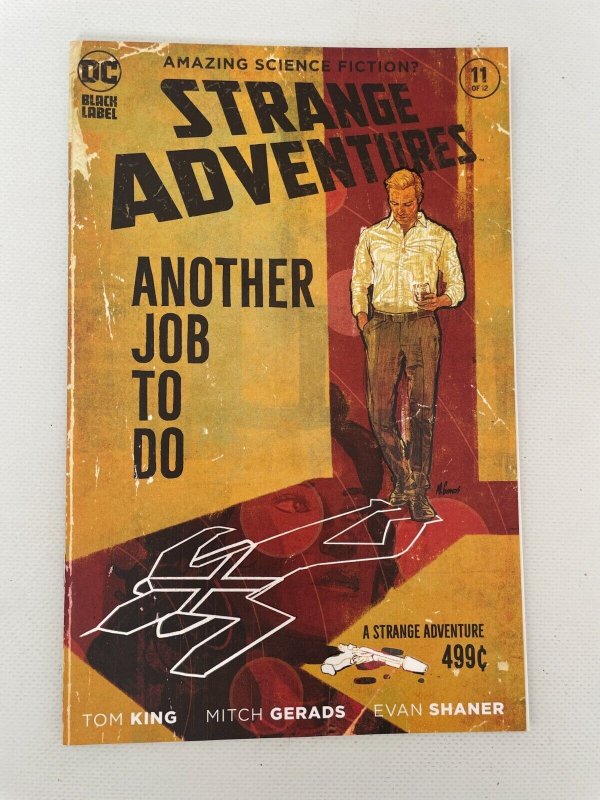 DC
BLACK
LABEL
AMAZING SCIENCE FICTION?
11
OF 12
STRANGE
ADVENTURES
ANOTHER
JOB
TO
DO
M. Gerads
A STRANGE ADVENTURE
499¢
TOM KING MITCH GERADS EVAN SHANER